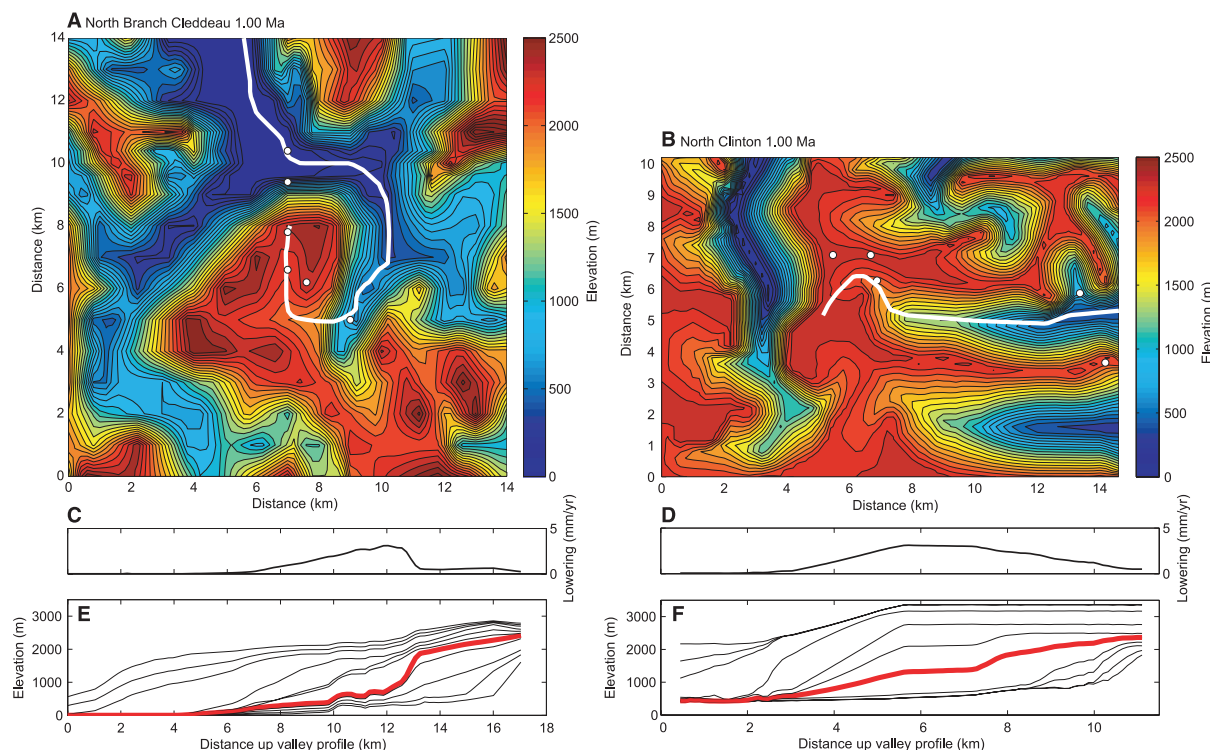 A North Branch Cleddeau 1.00 Ma
14
12
10
8
6
4
2
0
Distance (km)
0 2 4 6 8 10 12 14
Distance (km)
2500
2000
1500
1000
500
0
Elevation (m)
B North Clinton 1.00 Ma
10
9
8
7
6
5
4
3
2
1
0
Distance (km)
0 2 4 6 8 10 12 14
Distance (km)
2500
2000
1500
1000
500
0
Elevation (m)
C
5
0
Lowering (mm/yr)
D
5
0
Lowering (mm/yr)
E
3000
2000
1000
0
Elevation (m)
0 2 4 6 8 10 12 14 16 18
Distance up valley profile (km)
F
3000
2000
1000
0
Elevation (m)
0 2 4 6 8 10
Distance up valley profile (km)